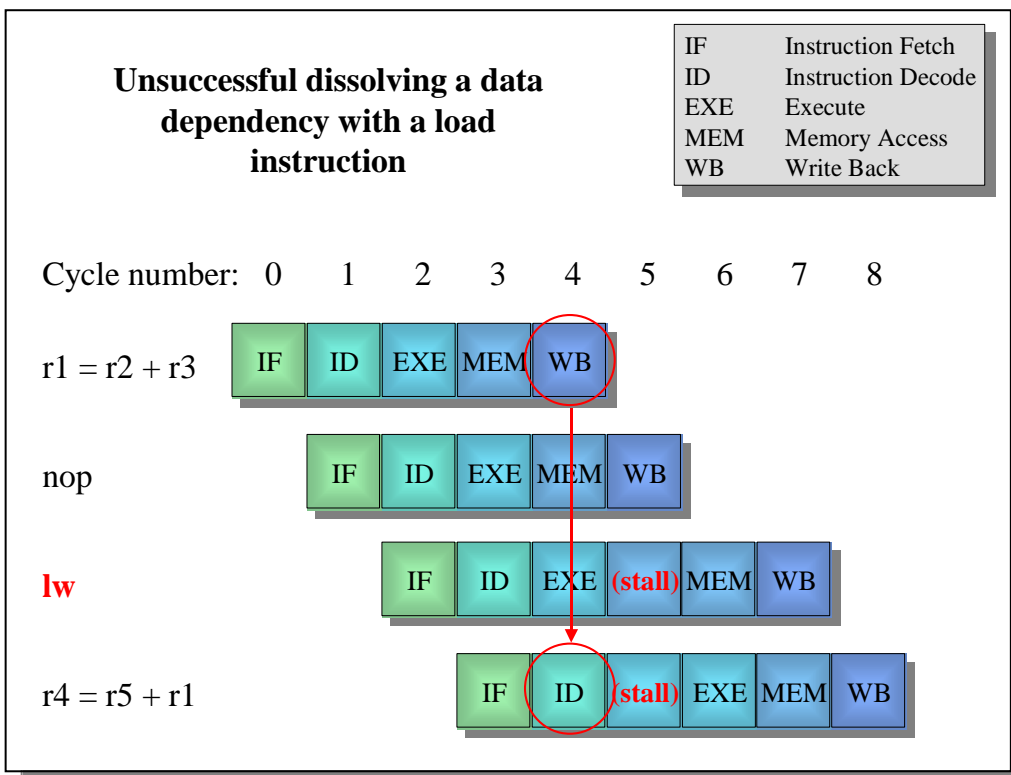 Unsuccessful dissolving a data
dependency with a load
instruction
IF Instruction Fetch
ID Instruction Decode
EXE Execute
MEM Memory Access
WB Write Back
Cycle number: 0 1 2 3 4 5 6 7 8
r1 = r2 + r3 IF ID EXE MEM WB
nop IF ID EXE MEM WB
lw IF ID EXE (stall) MEM WB
r4 = r5 + r1 IF ID (stall) EXE MEM WB